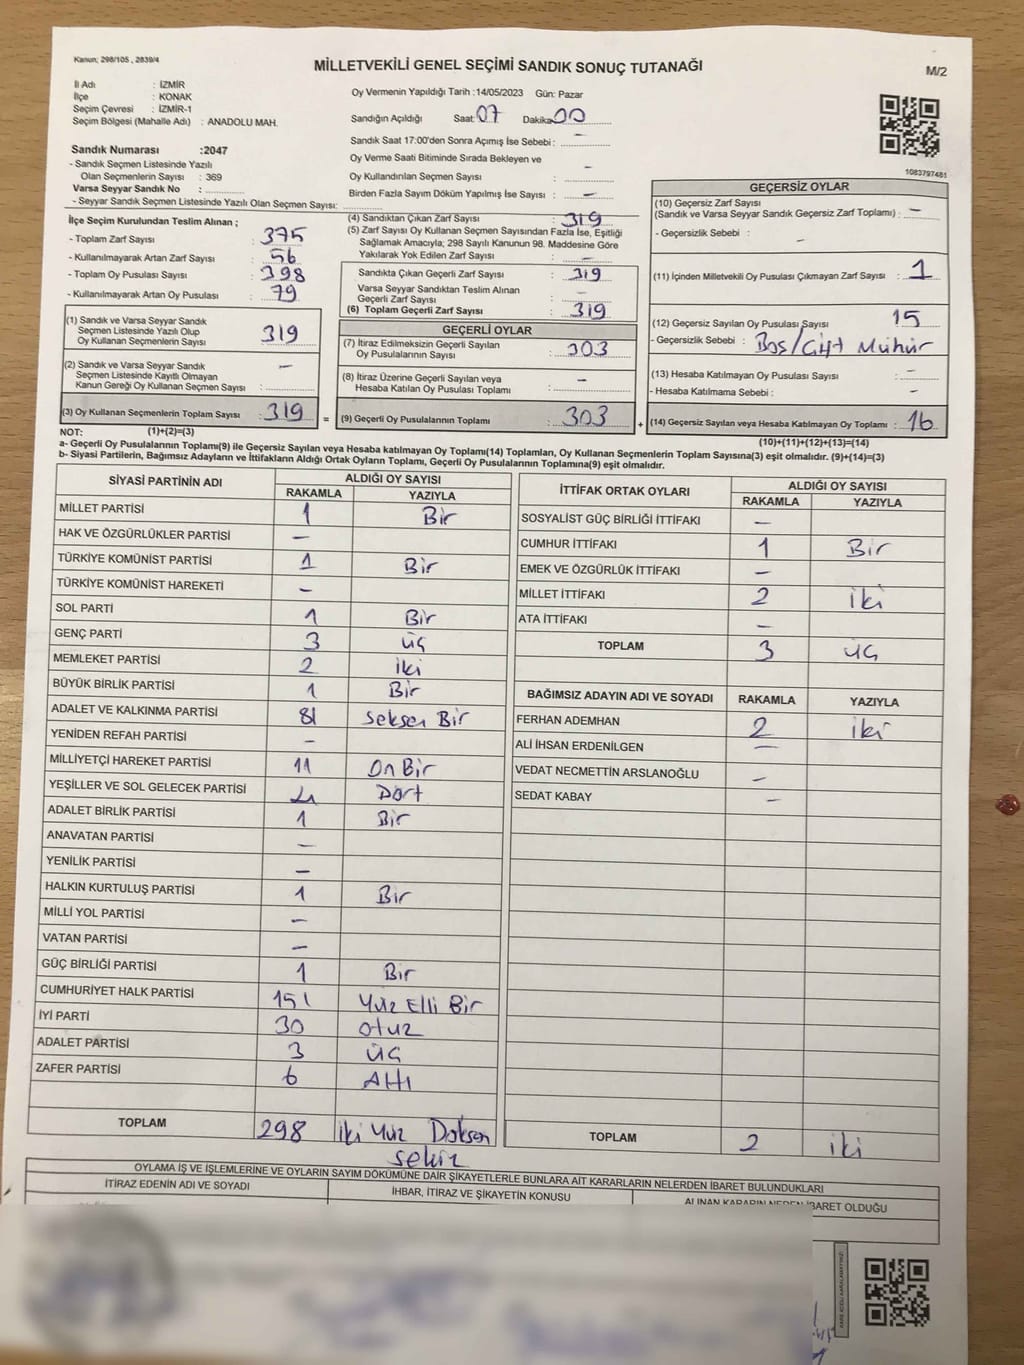 Kanun; 298/105 , 2839/4
MİLLETVEKİLİ GENEL SEÇİMİ SANDIK SONUÇ TUTANAĞI
M/2
İl Adı : İZMİR
İlçe : KONAK
Seçim Çevresi : İZMİR-1
Seçim Bölgesi (Mahalle Adı) : ANADOLU MAH.
Sandık Numarası :2047
- Sandık Seçmen Listesinde Yazılı
Olan Seçmenlerin Sayısı : 369
Varsa Seyyar Sandık No :
- Seyyar Sandık Seçmen Listesinde Yazılı Olan Seçmen Sayısı:
Oy Vermenin Yapıldığı Tarih :14/05/2023 Gün: Pazar
Sandığın Açıldığı Saat: 07 Dakika: 00
Sandık Saat 17:00'den Sonra Açımış İse Sebebi : -
Oy Verme Saati Bitiminde Sırada Bekleyen ve
Oy Kullandırılan Seçmen Sayısı : -
Birden Fazla Sayım Döküm Yapılmış İse Sayısı : -
1083797481
İlçe Seçim Kurulundan Teslim Alınan ;
- Toplam Zarf Sayısı : 375
- Kullanılmayarak Artan Zarf Sayısı : 56
- Toplam Oy Pusulası Sayısı : 398
- Kullanılmayarak Artan Oy Pusulası : 79
(4) Sandıktan Çıkan Zarf Sayısı : 319
(5) Zarf Sayısı Oy Kullanan Seçmen Sayısından Fazla İse, Eşitliği
Sağlamak Amacıyla; 298 Sayılı Kanunun 98. Maddesine Göre
Yakılarak Yok Edilen Zarf Sayısı : -
Sandıkta Çıkan Geçerli Zarf Sayısı : 319
Varsa Seyyar Sandıktan Teslim Alınan
Geçerli Zarf Sayısı : -
(6) Toplam Geçerli Zarf Sayısı : 319
GEÇERSİZ OYLAR
(10) Geçersiz Zarf Sayısı
(Sandık ve Varsa Seyyar Sandık Geçersiz Zarf Toplamı) : -
- Geçersizlik Sebebi : -
(11) İçinden Milletvekili Oy Pusulası Çıkmayan Zarf Sayısı : 1
(12) Geçersiz Sayılan Oy Pusulası Sayısı : 15
- Geçersizlik Sebebi : Boş/Çift Mühür
(13) Hesaba Katılmayan Oy Pusulası Sayısı : -
- Hesaba Katılmama Sebebi : -
(14) Geçersiz Sayılan veya Hesaba Katılmayan Oy Toplamı : 16
(1) Sandık ve Varsa Seyyar Sandık
Seçmen Listesinde Yazılı Olup
Oy Kullanan Seçmenlerin Sayısı : 319
(2) Sandık ve Varsa Seyyar Sandık
Seçmen Listesinde Kayıtlı Olmayan
Kanun Gereği Oy Kullanan Seçmen Sayısı : -
(3) Oy Kullanan Seçmenlerin Toplam Sayısı : 319 =
GEÇERLİ OYLAR
(7) İtiraz Edilmeksizin Geçerli Sayılan
Oy Pusulalarının Sayısı : 303
(8) İtiraz Üzerine Geçerli Sayılan veya
Hesaba Katılan Oy Pusulası Toplamı : -
(9) Geçerli Oy Pusulalarının Toplamı : 303 +
NOT: (1)+(2)=(3)
(10)+(11)+(12)+(13)=(14)
a- Geçerli Oy Pusulalarının Toplamı(9) ile Geçersiz Sayılan veya Hesaba katılmayan Oy Toplamı(14) Toplamları, Oy Kullanan Seçmenlerin Toplam Sayısına(3) eşit olmalıdır. (9)+(14)=(3)
b- Siyasi Partilerin, Bağımsız Adayların ve İttifakların Aldığı Ortak Oyların Toplamı, Geçerli Oy Pusulalarının Toplamına(9) eşit olmalıdır.
SİYASİ PARTİNİN ADI ALDIĞI OY SAYISI
RAKAMLA YAZIYLA
MİLLET PARTİSİ 1 Bir
HAK VE ÖZGÜRLÜKLER PARTİSİ -
TÜRKİYE KOMÜNİST PARTİSİ 1 Bir
TÜRKİYE KOMÜNİST HAREKETİ -
SOL PARTİ 1 Bir
GENÇ PARTİ 3 üç
MEMLEKET PARTİSİ 2 iki
BÜYÜK BİRLİK PARTİSİ 1 Bir
ADALET VE KALKINMA PARTİSİ 81 Seksen Bir
YENİDEN REFAH PARTİSİ -
MİLLİYETÇİ HAREKET PARTİSİ 11 On Bir
YEŞİLLER VE SOL GELECEK PARTİSİ 4 Dört
ADALET BİRLİK PARTİSİ 1 Bir
ANAVATAN PARTİSİ -
YENİLİK PARTİSİ -
HALKIN KURTULUŞ PARTİSİ 1 Bir
MİLLİ YOL PARTİSİ -
VATAN PARTİSİ -
GÜÇ BİRLİĞİ PARTİSİ 1 Bir
CUMHURİYET HALK PARTİSİ 151 Yüz Elli Bir
İYİ PARTİ 30 otuz
ADALET PARTİSİ 3 üç
ZAFER PARTİSİ 6 Altı
TOPLAM 298 iki Yüz Doksan
sekiz
İTTİFAK ORTAK OYLARI ALDIĞI OY SAYISI
RAKAMLA YAZIYLA
SOSYALİST GÜÇ BİRLİĞİ İTTİFAKI -
CUMHUR İTTİFAKI 1 Bir
EMEK VE ÖZGÜRLÜK İTTİFAKI -
MİLLET İTTİFAKI 2 iki
ATA İTTİFAKI -
TOPLAM 3 üç
BAĞIMSIZ ADAYIN ADI VE SOYADI RAKAMLA YAZIYLA
FERHAN ADEMHAN 2 iki
ALİ İHSAN ERDENİLGEN -
VEDAT NECMETTİN ARSLANOĞLU -
SEDAT KABAY -
TOPLAM 2 iki
OYLAMA İŞ VE İŞLEMLERİNE VE OYLARIN SAYIM DÖKÜMÜNE DAİR ŞİKAYETLERLE BUNLARA AİT KARARLARIN NELERDEN İBARET BULUNDUKLARI
İTİRAZ EDENİN ADI VE SOYADI İHBAR, İTİRAZ VE ŞİKAYETİN KONUSU ALINAN KARARIN NEDEN İBARET OLDUĞU